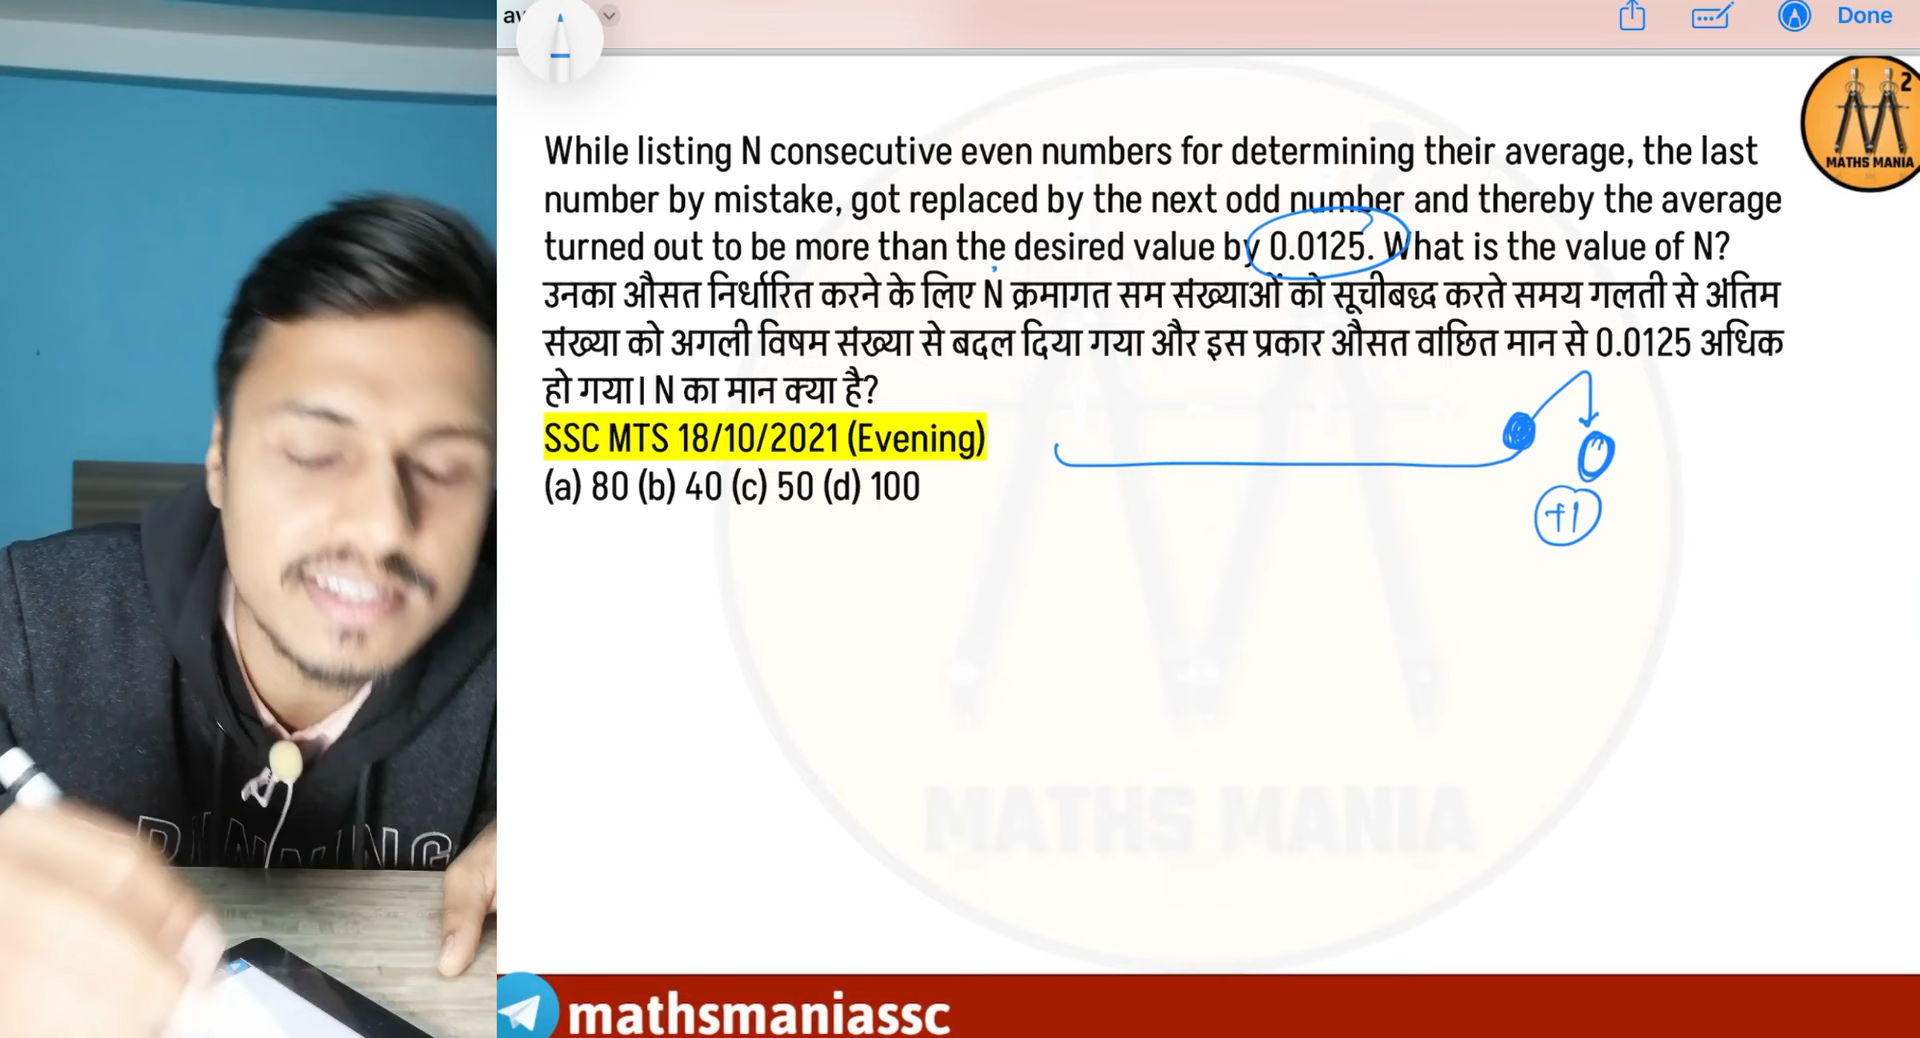 Done
While listing N consecutive even numbers for determining their average, the last
number by mistake, got replaced by the next odd number and thereby the average
turned out to be more than the desired value by 0.0125. What is the value of N?
उनका औसत निर्धारित करने के लिए N क्रमागत सम संख्याओं को सूचीबद्ध करते समय गलती से अंतिम
संख्या को अगली विषम संख्या से बदल दिया गया और इस प्रकार औसत वांछित मान से 0.0125 अधिक
हो गया। N का मान क्या है?
SSC MTS 18/10/2021 (Evening)
(a) 80 (b) 40 (c) 50 (d) 100
+1
2
MATHS MANIA
MATHS MANIA
mathsmaniassc